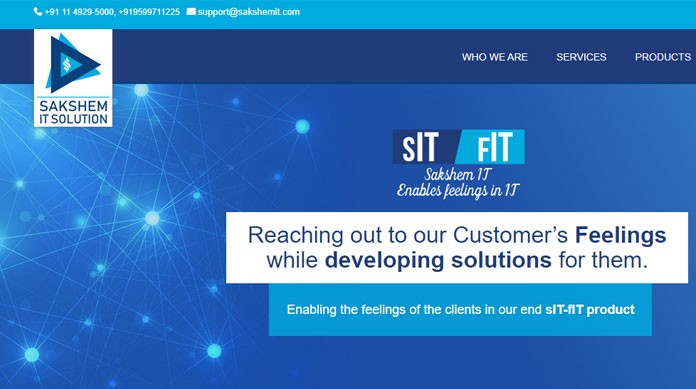 +91 11 4929-5000, +919599711225 support@sakshemit.com
WHO WE ARE SERVICES PRODUCTS
SAKSHEM
IT SOLUTION
sIT fIT
Sakshem IT
Enables feelings in IT
Reaching out to our Customer’s Feelings
while developing solutions for them.
Enabling the feelings of the clients in our end sIT-fIT product